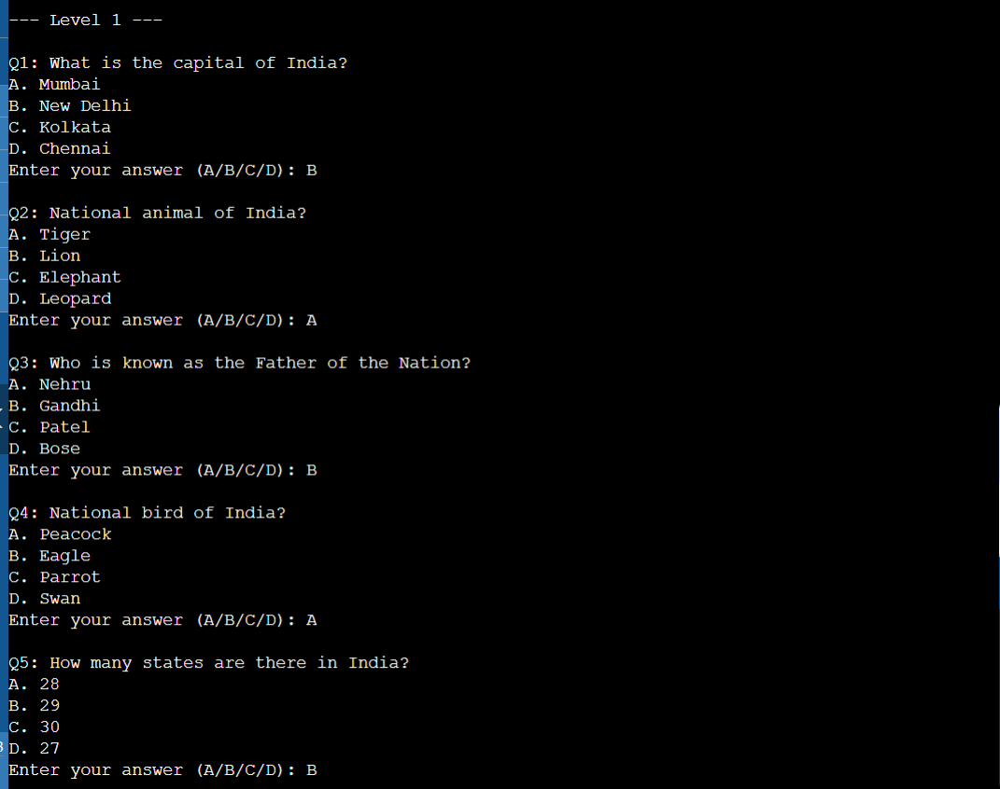 --- Level 1 ---
Q1: What is the capital of India?
A. Mumbai
B. New Delhi
C. Kolkata
D. Chennai
Enter your answer (A/B/C/D): B
Q2: National animal of India?
A. Tiger
B. Lion
C. Elephant
D. Leopard
Enter your answer (A/B/C/D): A
Q3: Who is known as the Father of the Nation?
A. Nehru
B. Gandhi
C. Patel
D. Bose
Enter your answer (A/B/C/D): B
Q4: National bird of India?
A. Peacock
B. Eagle
C. Parrot
D. Swan
Enter your answer (A/B/C/D): A
Q5: How many states are there in India?
A. 28
B. 29
C. 30
D. 27
Enter your answer (A/B/C/D): B